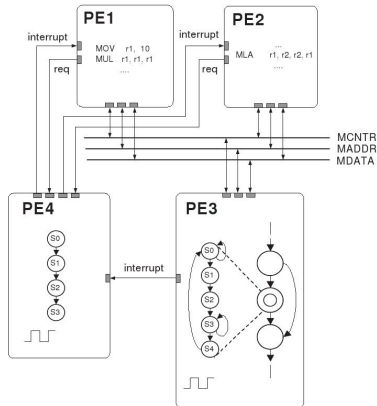 PE1
PE2
interrupt
MOV r1, 10
MUL r1, r1, r1
....
req
interrupt
...
MLA r1, r2, r2, r1
....
req
MCNTR
MADDR
MDATA
PE4
S0
S1
S2
S3
interrupt
PE3
S0
S1
S2
S3
S4